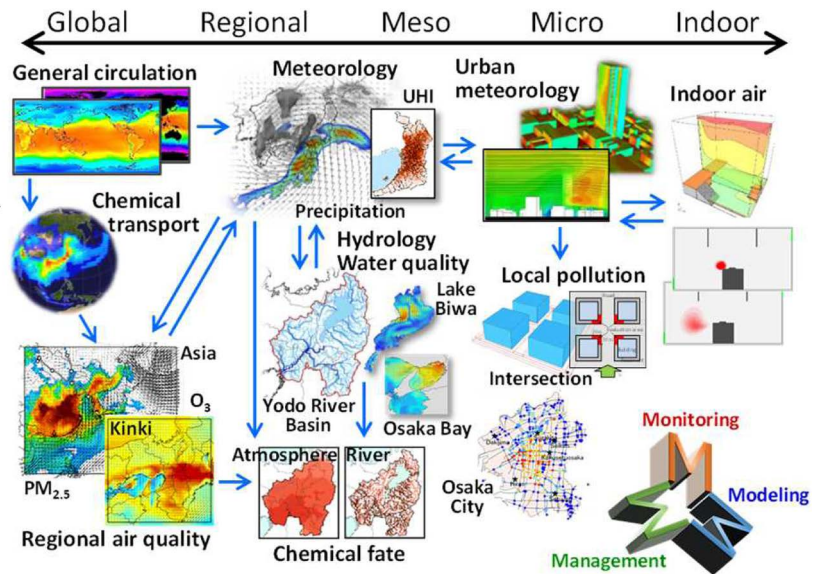 Global Regional Meso Micro Indoor
General circulation
Meteorology
UHI
Urban
meteorology
Indoor air
Chemical
transport
Precipitation
Hydrology
Water quality
Lake
Biwa
Local pollution
Asia
O3
Kinki
PM2.5
Regional air quality
Yodo River
Basin
Osaka Bay
Atmosphere River
Chemical fate
Intersection
Osaka
City
Monitoring
Modeling
Management